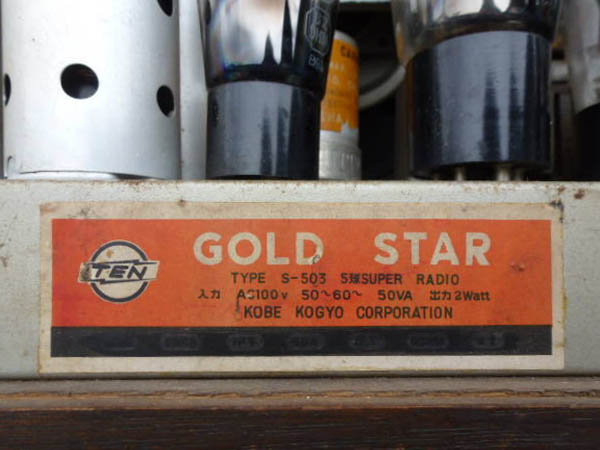 GOLD STAR
TEN
TYPE S-503 5球SUPER RADIO
入力 AC100v 50~60~ 50VA 出力 2Watt
KOBE KOGYO CORPORATION